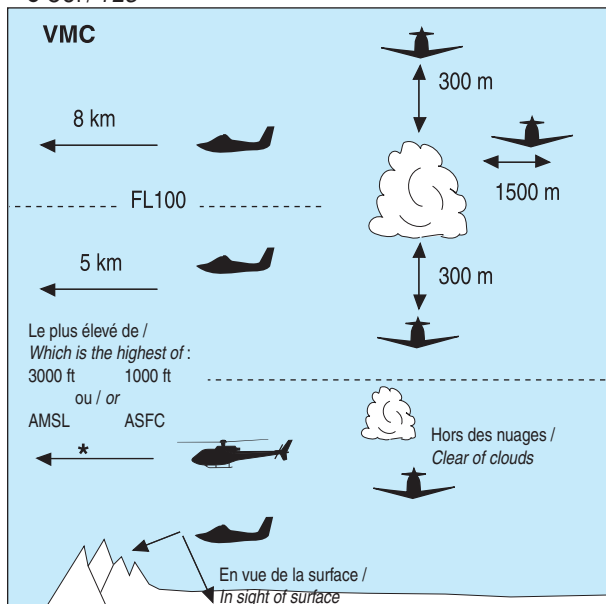 VMC
300 m
8 km
1500 m
FL100
5 km
300 m
Le plus élevé de /
Which is the highest of :
3000 ft 1000 ft
ou / or
AMSL ASFC
*
Hors des nuages /
Clear of clouds
En vue de la surface /
In sight of surface